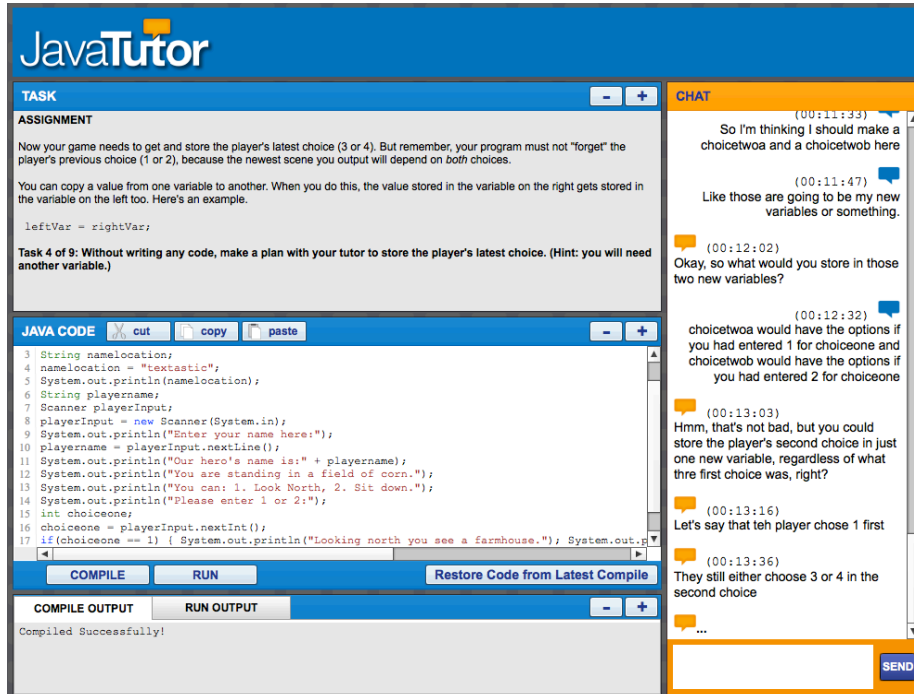 JavaTutor
TASK
- +
ASSIGNMENT
Now your game needs to get and store the player's latest choice (3 or 4). But remember, your program must not "forget" the
player's previous choice (1 or 2), because the newest scene you output will depend on both choices.
You can copy a value from one variable to another. When you do this, the value stored in the variable on the right gets stored in
the variable on the left too. Here's an example.
leftVar = rightVar;
Task 4 of 9: Without writing any code, make a plan with your tutor to store the player's latest choice. (Hint: you will need
another variable.)
JAVA CODE cut copy paste - +
3 String namelocation;
4 namelocation = "textastic";
5 System.out.println(namelocation);
6 String playername;
7 Scanner playerInput;
8 playerInput = new Scanner(System.in);
9 System.out.println("Enter your name here:");
10 playername = playerInput.nextLine();
11 System.out.println("Our hero's name is:" + playername);
12 System.out.println("You are standing in a field of corn.");
13 System.out.println("You can: 1. Look North, 2. Sit down.");
14 System.out.println("Please enter 1 or 2:");
15 int choiceone;
16 choiceone = playerInput.nextInt();
17 if(choiceone == 1) { System.out.println("Looking north you see a farmhouse."); System.out.p
COMPILE RUN Restore Code from Latest Compile
COMPILE OUTPUT RUN OUTPUT - +
Compiled Successfully!
CHAT
(00:11:33)
So I'm thinking I should make a
choicetwoa and a choicetwob here
(00:11:47)
Like those are going to be my new
variables or something.
(00:12:02)
Okay, so what would you store in those
two new variables?
(00:12:32)
choicetwoa would have the options if
you had entered 1 for choiceone and
choicetwob would have the options if
you had entered 2 for choiceone
(00:13:03)
Hmm, that's not bad, but you could
store the player's second choice in just
one new variable, regardless of what
thre first choice was, right?
(00:13:16)
Let's say that teh player chose 1 first
(00:13:36)
They still either choose 3 or 4 in the
second choice
...
SEND